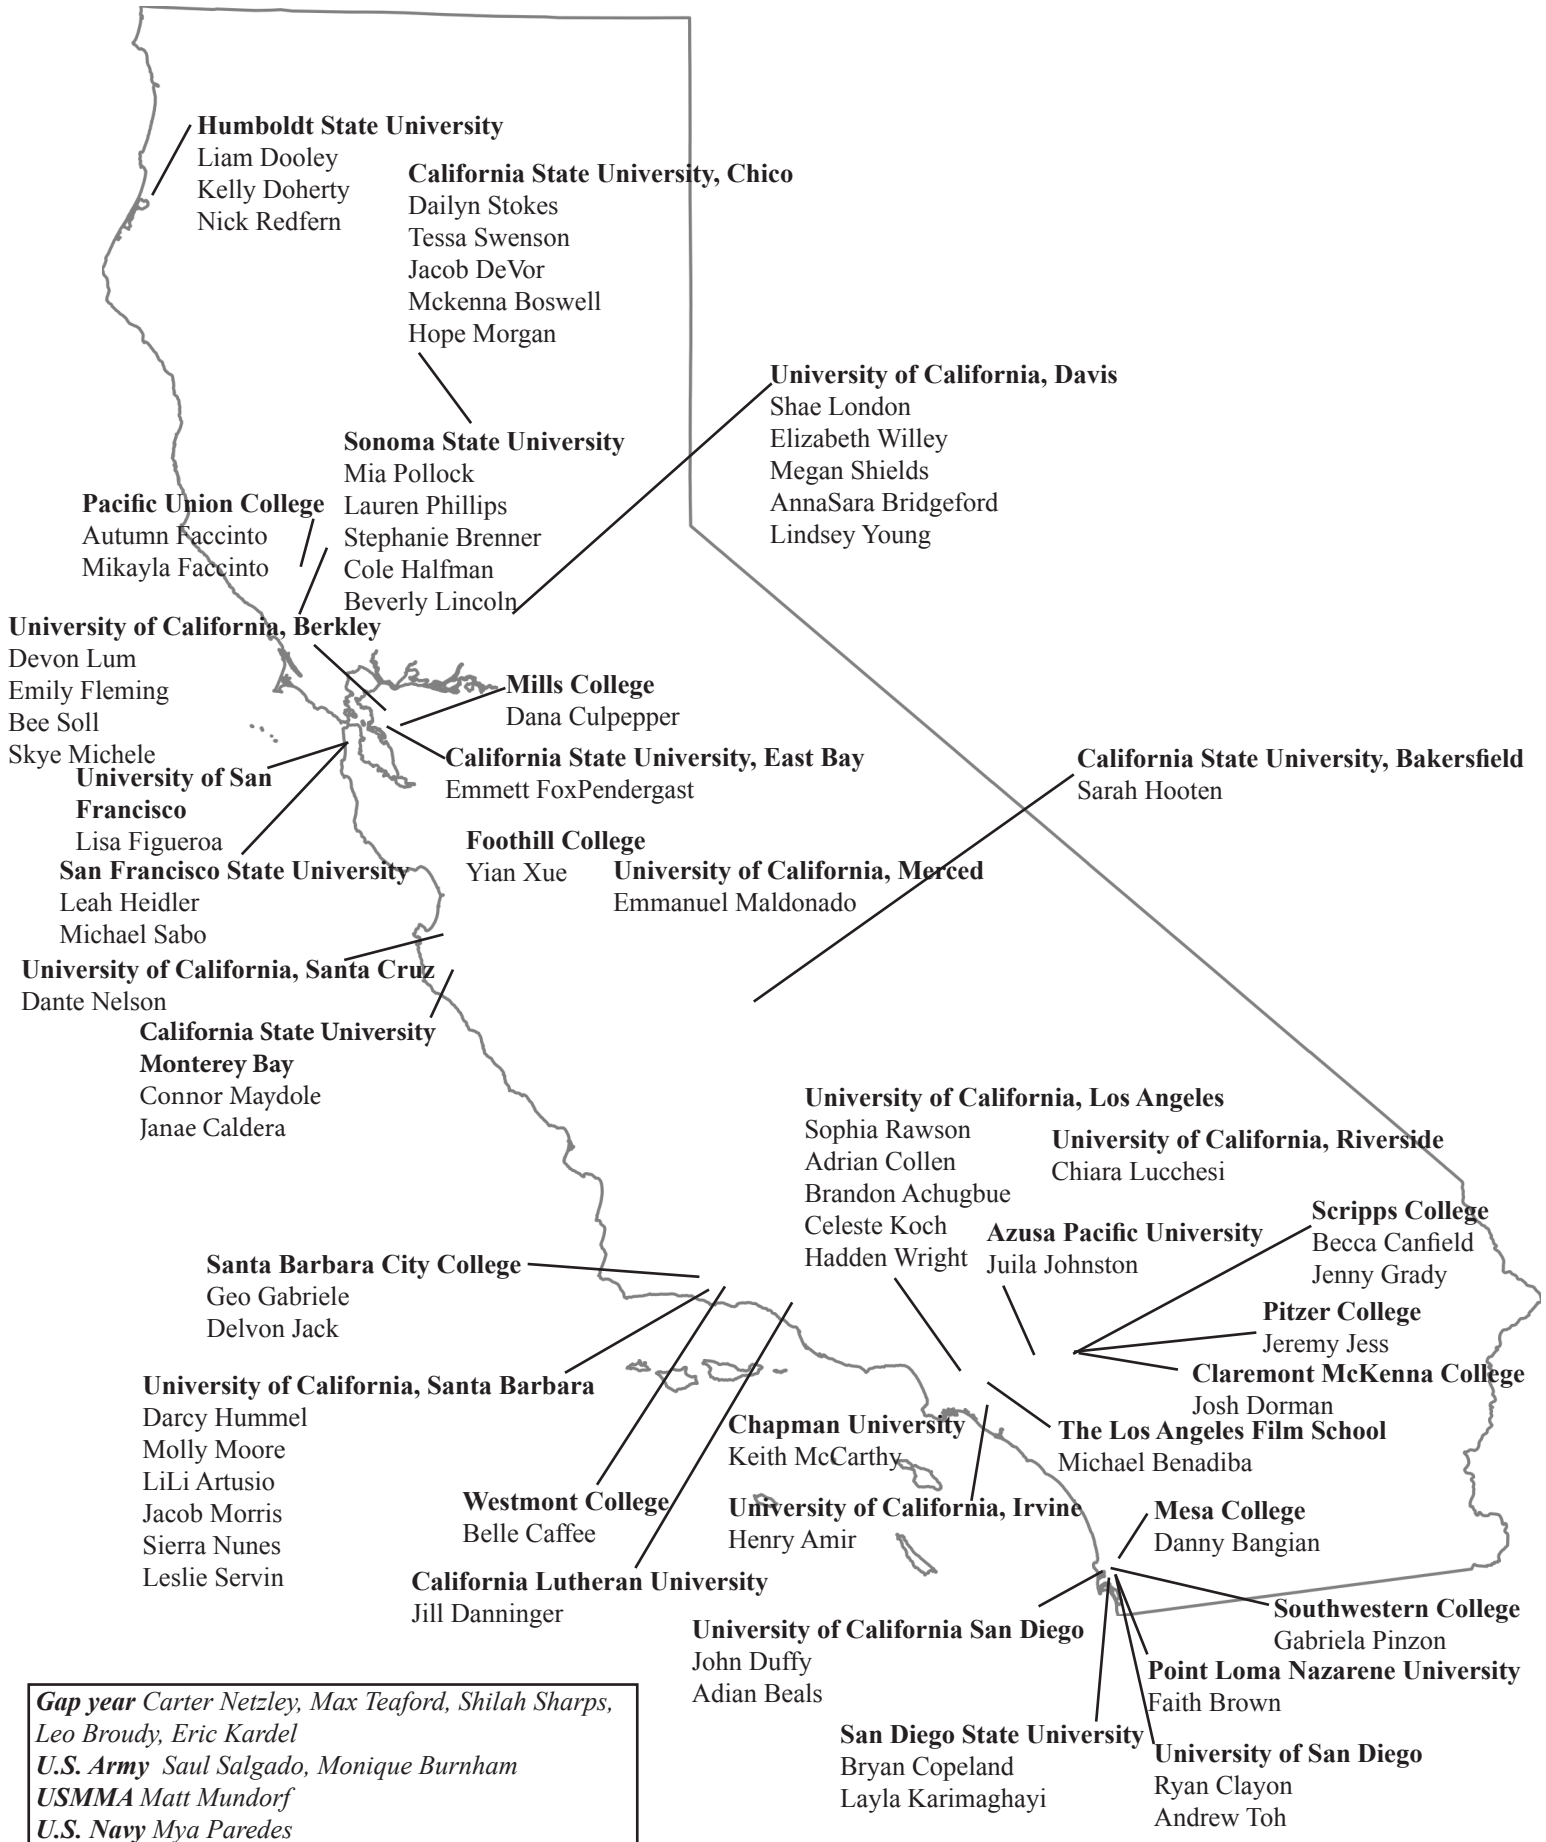 Humboldt State University
Liam Dooley
Kelly Doherty
Nick Redfern
California State University, Chico
Dailyn Stokes
Tessa Swenson
Jacob DeVor
Mckenna Boswell
Hope Morgan
University of California, Davis
Shae London
Elizabeth Willey
Megan Shields
AnnaSara Bridgeford
Lindsey Young
Sonoma State University
Mia Pollock
Lauren Phillips
Stephanie Brenner
Cole Halfman
Beverly Lincoln
Pacific Union College
Autumn Faccinto
Mikayla Faccinto
University of California, Berkley
Devon Lum
Emily Fleming
Bee Soll
Skye Michele
Mills College
Dana Culpepper
California State University, East Bay
Emmett FoxPendergast
California State University, Bakersfield
Sarah Hooten
University of San
Francisco
Lisa Figueroa
Foothill College
Yian Xue
University of California, Merced
Emmanuel Maldonado
San Francisco State University
Leah Heidler
Michael Sabo
University of California, Santa Cruz
Dante Nelson
California State University
Monterey Bay
Connor Maydole
Janae Caldera
University of California, Los Angeles
Sophia Rawson
Adrian Collen
Brandon Achugbue
Celeste Koch
Hadden Wright
University of California, Riverside
Chiara Lucchesi
Azusa Pacific University
Juila Johnston
Scripps College
Becca Canfield
Jenny Grady
Pitzer College
Jeremy Jess
Claremont McKenna College
Josh Dorman
The Los Angeles Film School
Michael Benadiba
Santa Barbara City College
Geo Gabriele
Delvon Jack
University of California, Santa Barbara
Darcy Hummel
Molly Moore
LiLi Artusio
Jacob Morris
Sierra Nunes
Leslie Servin
Chapman University
Keith McCarthy
Westmont College
Belle Caffee
University of California, Irvine
Henry Amir
Mesa College
Danny Bangian
California Lutheran University
Jill Danninger
University of California San Diego
John Duffy
Adian Beals
Southwestern College
Gabriela Pinzon
Point Loma Nazarene University
Faith Brown
San Diego State University
Bryan Copeland
Layla Karimaghayi
University of San Diego
Ryan Clayon
Andrew Toh
Gap year Carter Netzley, Max Teaford, Shilah Sharps,
Leo Broudy, Eric Kardel
U.S. Army Saul Salgado, Monique Burnham
USMMA Matt Mundorf
U.S. Navy Mya Paredes